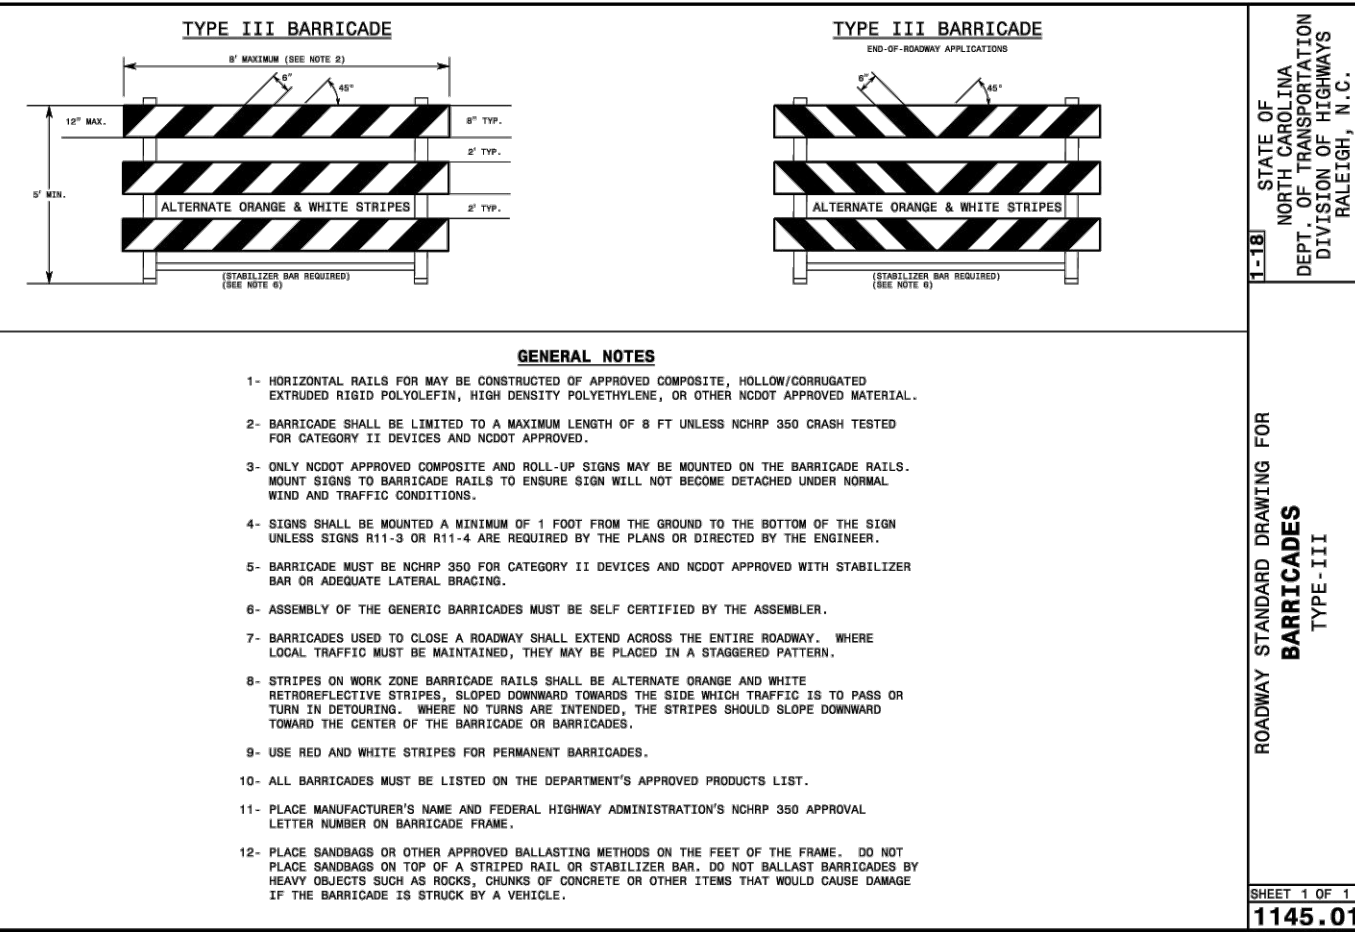 TYPE III BARRICADE
8' MAXIMUM (SEE NOTE 2)
6"
45°
12" MAX.
8" TYP.
2' TYP.
5' MIN.
ALTERNATE ORANGE & WHITE STRIPES
2' TYP.
(STABILIZER BAR REQUIRED)
(SEE NOTE 6)
TYPE III BARRICADE
END-OF-ROADWAY APPLICATIONS
6"
45°
ALTERNATE ORANGE & WHITE STRIPES
(STABILIZER BAR REQUIRED)
(SEE NOTE 6)
GENERAL NOTES
1- HORIZONTAL RAILS FOR MAY BE CONSTRUCTED OF APPROVED COMPOSITE, HOLLOW/CORRUGATED
EXTRUDED RIGID POLYOLEFIN, HIGH DENSITY POLYETHYLENE, OR OTHER NCDOT APPROVED MATERIAL.
2- BARRICADE SHALL BE LIMITED TO A MAXIMUM LENGTH OF 8 FT UNLESS NCHRP 350 CRASH TESTED
FOR CATEGORY II DEVICES AND NCDOT APPROVED.
3- ONLY NCDOT APPROVED COMPOSITE AND ROLL-UP SIGNS MAY BE MOUNTED ON THE BARRICADE RAILS.
MOUNT SIGNS TO BARRICADE RAILS TO ENSURE SIGN WILL NOT BECOME DETACHED UNDER NORMAL
WIND AND TRAFFIC CONDITIONS.
4- SIGNS SHALL BE MOUNTED A MINIMUM OF 1 FOOT FROM THE GROUND TO THE BOTTOM OF THE SIGN
UNLESS SIGNS R11-3 OR R11-4 ARE REQUIRED BY THE PLANS OR DIRECTED BY THE ENGINEER.
5- BARRICADE MUST BE NCHRP 350 FOR CATEGORY II DEVICES AND NCDOT APPROVED WITH STABILIZER
BAR OR ADEQUATE LATERAL BRACING.
6- ASSEMBLY OF THE GENERIC BARRICADES MUST BE SELF CERTIFIED BY THE ASSEMBLER.
7- BARRICADES USED TO CLOSE A ROADWAY SHALL EXTEND ACROSS THE ENTIRE ROADWAY. WHERE
LOCAL TRAFFIC MUST BE MAINTAINED, THEY MAY BE PLACED IN A STAGGERED PATTERN.
8- STRIPES ON WORK ZONE BARRICADE RAILS SHALL BE ALTERNATE ORANGE AND WHITE
RETROREFLECTIVE STRIPES, SLOPED DOWNWARD TOWARDS THE SIDE WHICH TRAFFIC IS TO PASS OR
TURN IN DETOURING. WHERE NO TURNS ARE INTENDED, THE STRIPES SHOULD SLOPE DOWNWARD
TOWARD THE CENTER OF THE BARRICADE OR BARRICADES.
9- USE RED AND WHITE STRIPES FOR PERMANENT BARRICADES.
10- ALL BARRICADES MUST BE LISTED ON THE DEPARTMENT'S APPROVED PRODUCTS LIST.
11- PLACE MANUFACTURER'S NAME AND FEDERAL HIGHWAY ADMINISTRATION'S NCHRP 350 APPROVAL
LETTER NUMBER ON BARRICADE FRAME.
12- PLACE SANDBAGS OR OTHER APPROVED BALLASTING METHODS ON THE FEET OF THE FRAME. DO NOT
PLACE SANDBAGS ON TOP OF A STRIPED RAIL OR STABILIZER BAR. DO NOT BALLAST BARRICADES BY
HEAVY OBJECTS SUCH AS ROCKS, CHUNKS OF CONCRETE OR OTHER ITEMS THAT WOULD CAUSE DAMAGE
IF THE BARRICADE IS STRUCK BY A VEHICLE.
1-18
STATE OF
NORTH CAROLINA
DEPT. OF TRANSPORTATION
DIVISION OF HIGHWAYS
RALEIGH, N.C.
ROADWAY STANDARD DRAWING FOR
BARRICADES
TYPE-III
SHEET 1 OF 1
1145.01